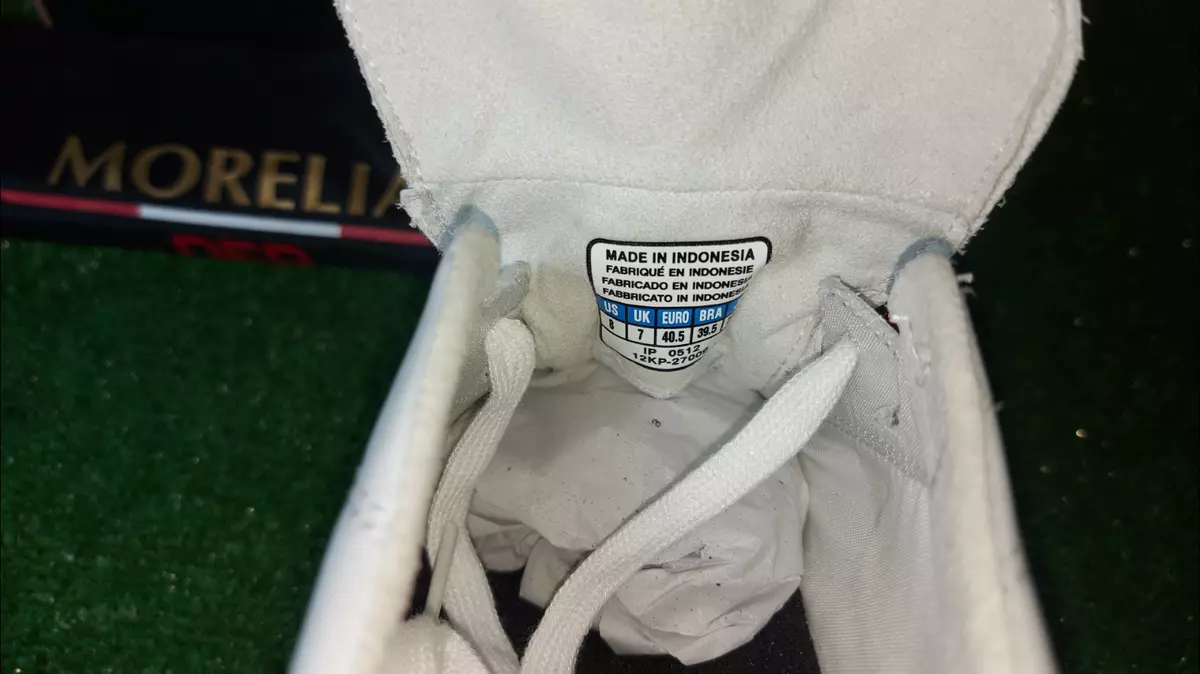 MORELIA
MADE IN INDONESIA
FABRIQUÉ EN INDONESIE
FABRICADO EN INDONESIA
FABBRICATO IN INDONESIA
US UK EURO BRA
8 7 40.5 39.5
IP 0512